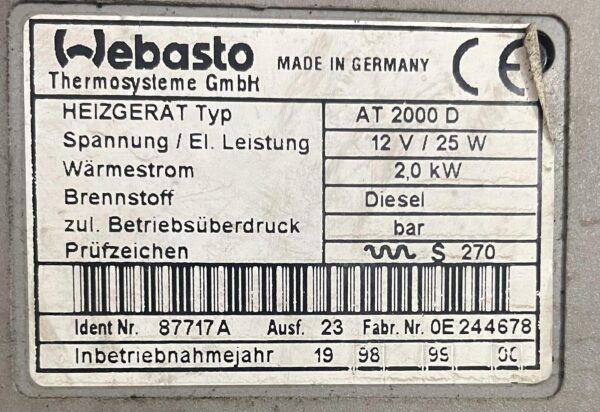 Webasto MADE IN GERMANY CE
Thermosysteme GmbH
HEIZGERÄT Typ AT 2000 D
Spannung / El. Leistung 12 V / 25 W
Wärmestrom 2,0 kW
Brennstoff Diesel
zul. Betriebsüberdruck bar
Prüfzeichen S 270
Ident Nr. 87717A Ausf. 23 Fabr. Nr. 0E 244678
Inbetriebnahmejahr 19 98 99 00